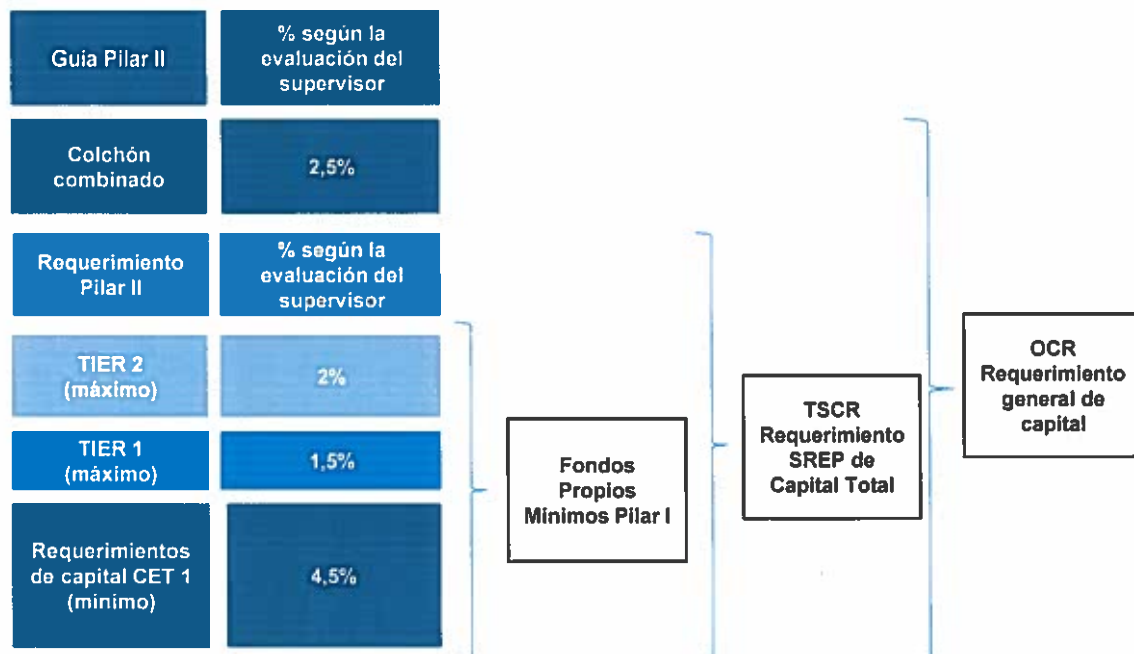 Guía Pilar II
% según la
evaluación del
supervisor
Colchón
combinado
2,5%
Requerimiento
Pilar II
% según la
evaluación del
supervisor
TIER 2
(máximo)
2%
TIER 1
(máximo)
1,5%
Requerimientos
de capital CET 1
(mínimo)
4,5%
Fondos
Propios
Mínimos Pilar I
TSCR
Requerimiento
SREP de
Capital Total
OCR
Requerimiento
general de
capital